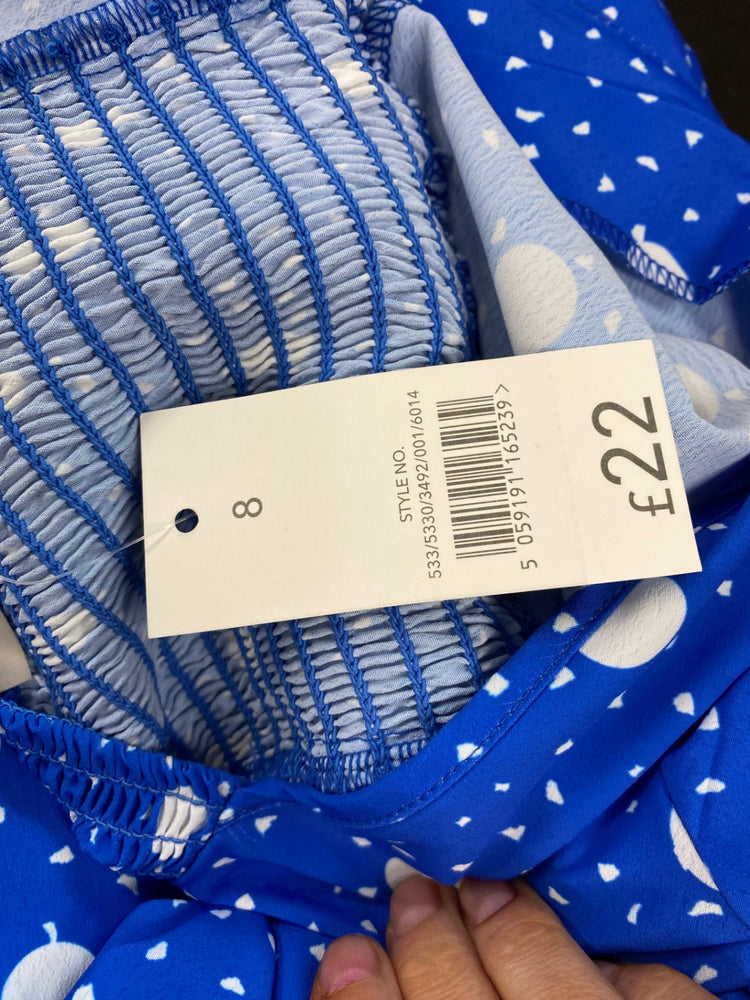 8
STYLE NO.
533/5330/3492/001/6014
5 059191 165239 >
£22